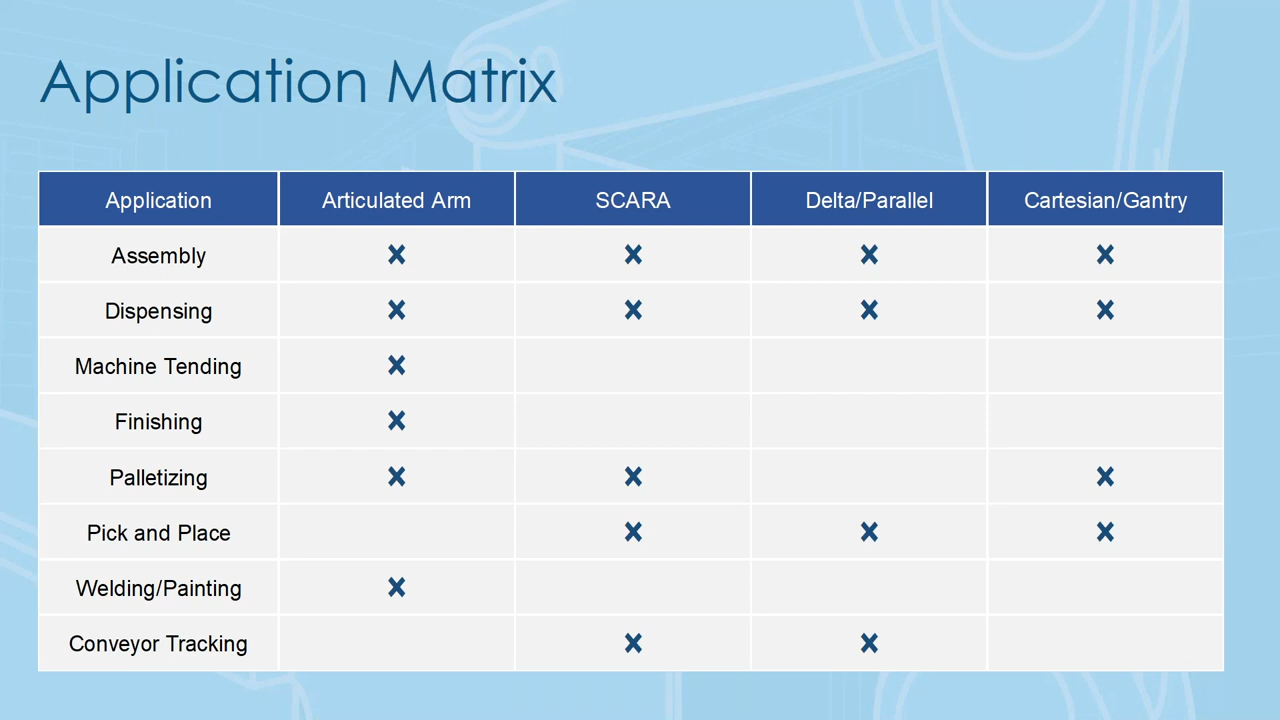 Application Matrix
Application Articulated Arm SCARA Delta/Parallel Cartesian/Gantry
Assembly × × × ×
Dispensing × × × ×
Machine Tending ×
Finishing ×
Palletizing × × ×
Pick and Place × × ×
Welding/Painting ×
Conveyor Tracking × ×